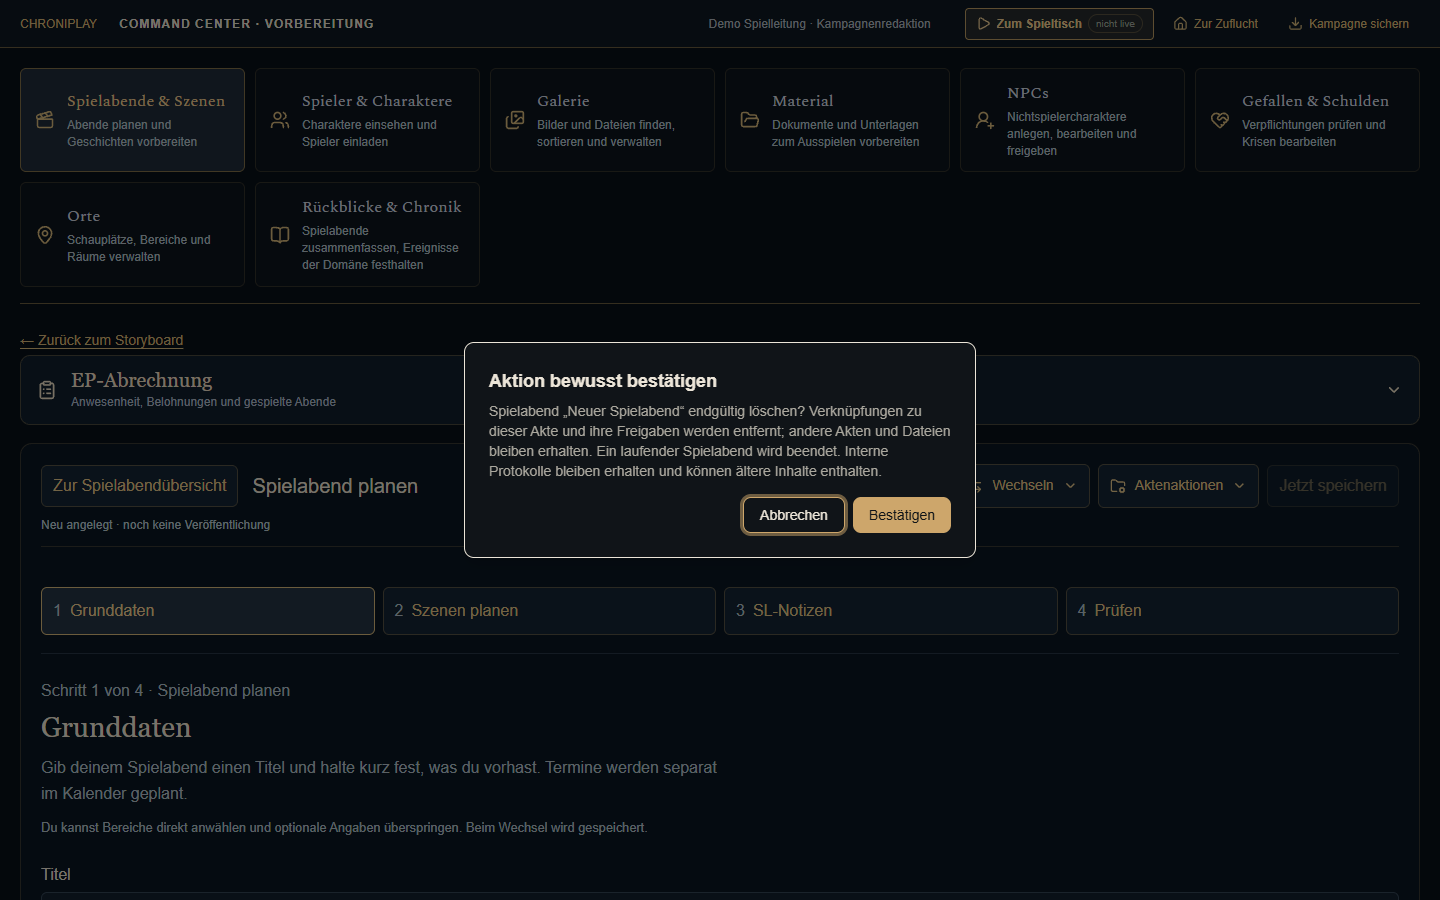 CHRONIPLAY COMMAND CENTER - VORBEREITUNG
Demo Spielleitung · Kampagnenredaktion
Zum Spieltisch nicht live
Zur Zuflucht
Kampagne sichern
Spielabende & Szenen
Abende planen und
Geschichten vorbereiten
Spieler & Charaktere
Charaktere einsehen und
Spieler einladen
Galerie
Bilder und Dateien finden,
sortieren und verwalten
Material
Dokumente und Unterlagen
zum Ausspielen vorbereiten
NPCs
Nichtspielercharaktere
anlegen, bearbeiten und
freigeben
Gefallen & Schulden
Verpflichtungen prüfen und
Krisen bearbeiten
Orte
Schauplätze, Bereiche und
Räume verwalten
Rückblicke & Chronik
Spielabende
zusammenfassen, Ereignisse
der Domäne festhalten
← Zurück zum Storyboard
EP-Abrechnung
Anwesenheit, Belohnungen und gespielte Abende
Aktion bewusst bestätigen
Spielabend „Neuer Spielabend“ endgültig löschen? Verknüpfungen zu
dieser Akte und ihre Freigaben werden entfernt; andere Akten und Dateien
bleiben erhalten. Ein laufender Spielabend wird beendet. Interne
Protokolle bleiben erhalten und können ältere Inhalte enthalten.
Abbrechen
Bestätigen
Zur Spielabendübersicht
Spielabend planen
Wechseln
Aktenaktionen
Jetzt speichern
Neu angelegt · noch keine Veröffentlichung
1 Grunddaten
2 Szenen planen
3 SL-Notizen
4 Prüfen
Schritt 1 von 4 · Spielabend planen
Grunddaten
Gib deinem Spielabend einen Titel und halte kurz fest, was du vorhast. Termine werden separat
im Kalender geplant.
Du kannst Bereiche direkt anwählen und optionale Angaben überspringen. Beim Wechsel wird gespeichert.
Titel